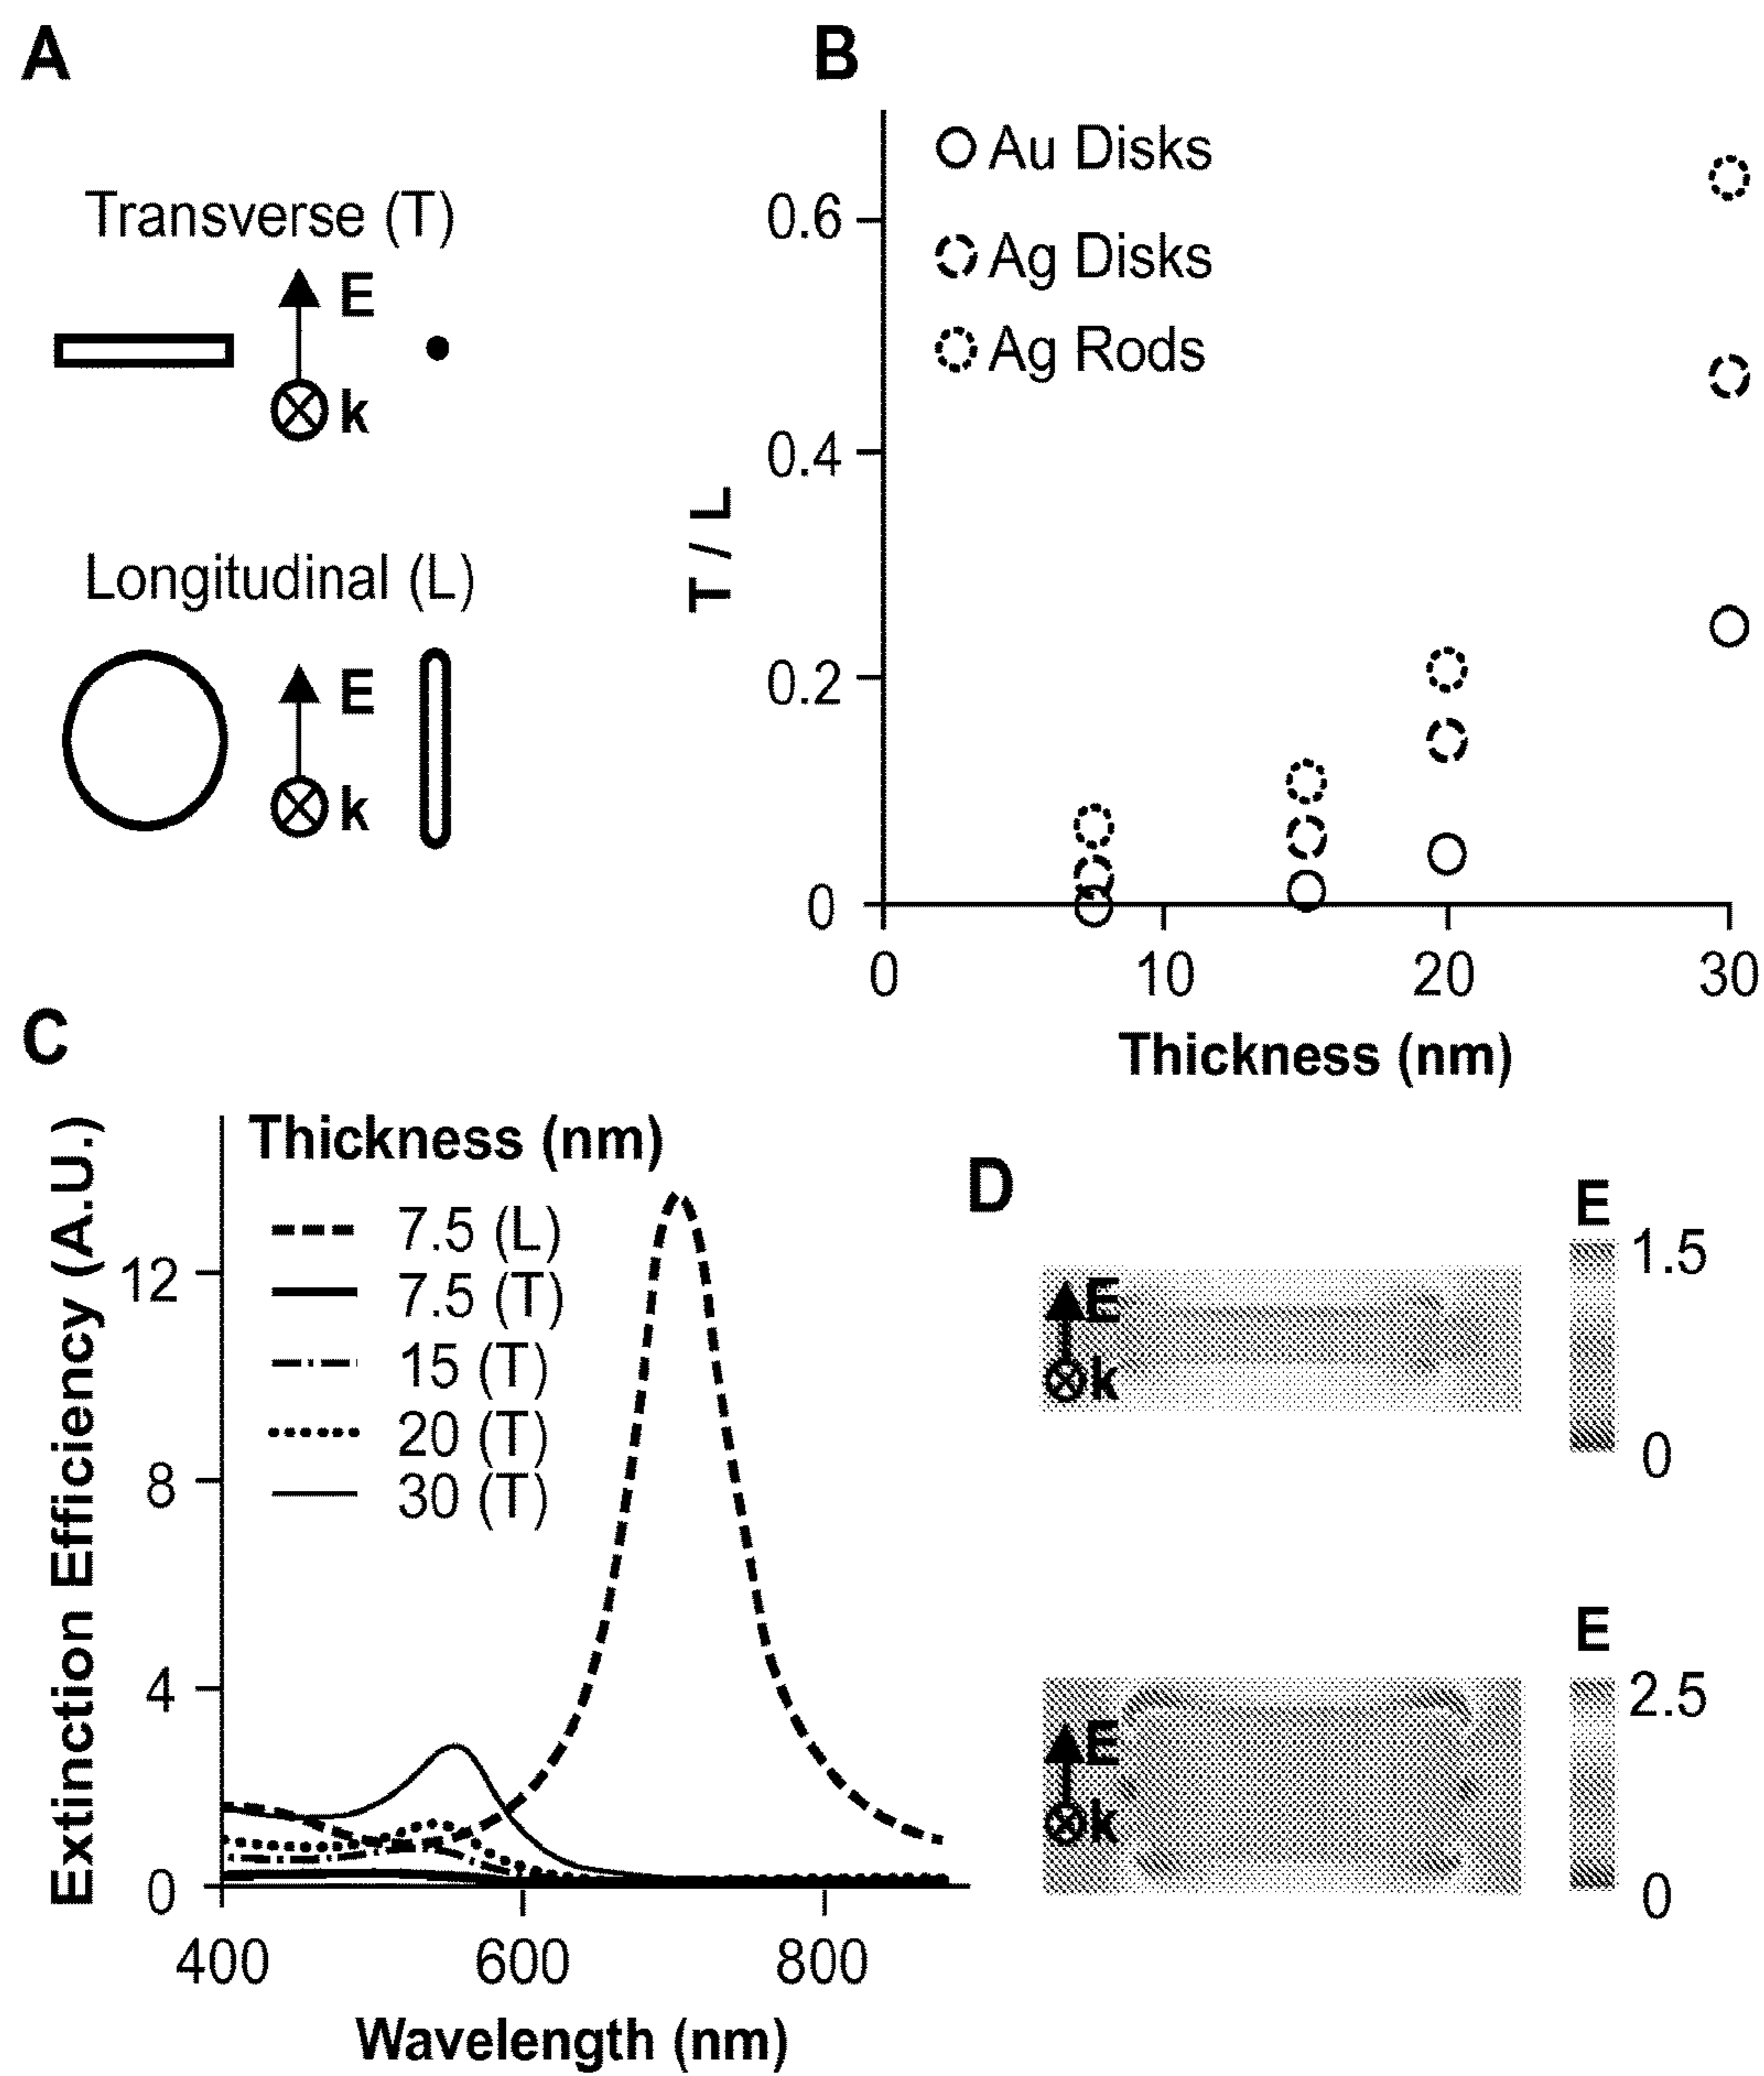 A
Transverse (T)
E
k
Longitudinal (L)
E
k
B
Au Disks
Ag Disks
Ag Rods
0.6
0.4
0.2
0
T / L
0 10 20 30
Thickness (nm)
C
Thickness (nm)
7.5 (L)
7.5 (T)
15 (T)
20 (T)
30 (T)
12
8
4
0
Extinction Efficiency (A.U.)
400 600 800
Wavelength (nm)
D
E
k
E
1.5
0
E
k
E
2.5
0